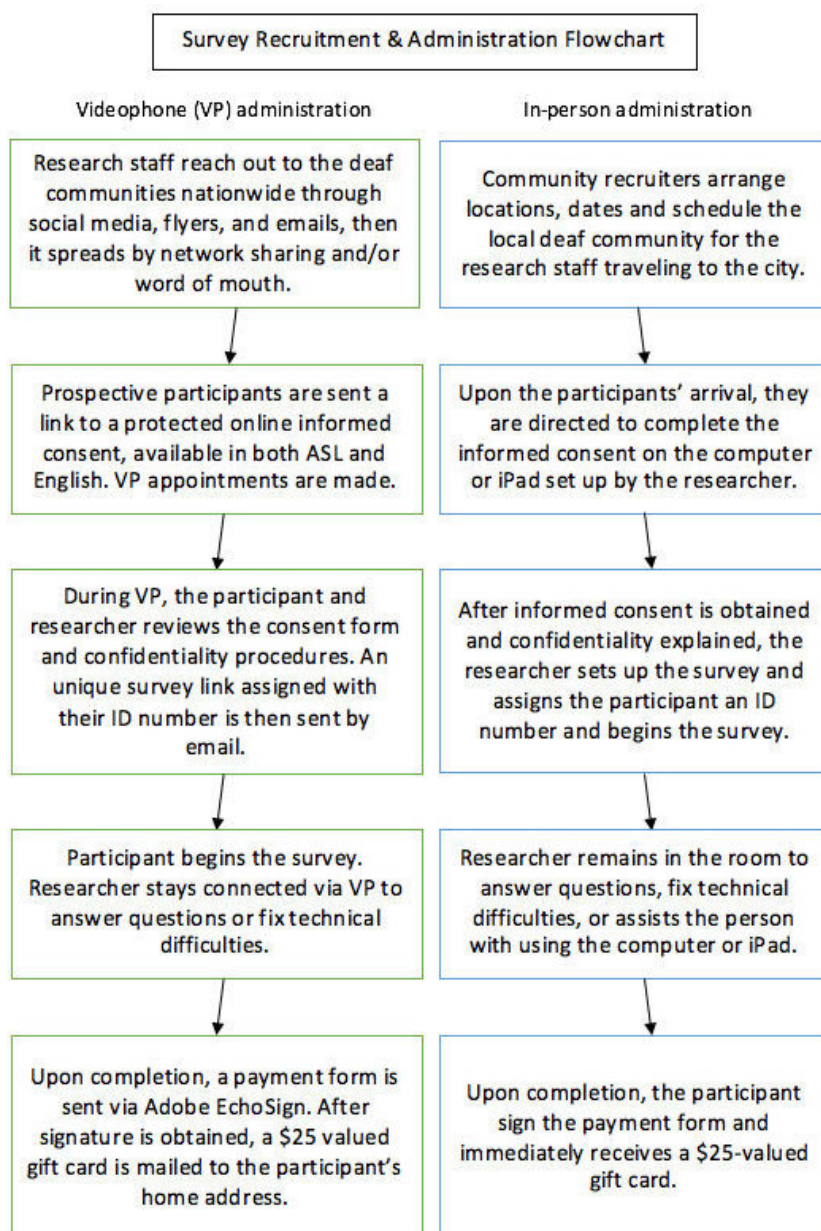 Survey Recruitment & Administration Flowchart
Videophone (VP) administration
In-person administration
Research staff reach out to the deaf
communities nationwide through
social media, flyers, and emails, then
it spreads by network sharing and/or
word of mouth.
Community recruiters arrange
locations, dates and schedule the
local deaf community for the
research staff traveling to the city.
Prospective participants are sent a
link to a protected online informed
consent, available in both ASL and
English. VP appointments are made.
Upon the participants’ arrival, they
are directed to complete the
informed consent on the computer
or iPad set up by the researcher.
During VP, the participant and
researcher reviews the consent form
and confidentiality procedures. An
unique survey link assigned with
their ID number is then sent by
email.
After informed consent is obtained
and confidentiality explained, the
researcher sets up the survey and
assigns the participant an ID
number and begins the survey.
Participant begins the survey.
Researcher stays connected via VP to
answer questions or fix technical
difficulties.
Researcher remains in the room to
answer questions, fix technical
difficulties, or assists the person
with using the computer or iPad.
Upon completion, a payment form is
sent via Adobe EchoSign. After
signature is obtained, a $25 valued
gift card is mailed to the participant’s
home address.
Upon completion, the participant
sign the payment form and
immediately receives a $25-valued
gift card.